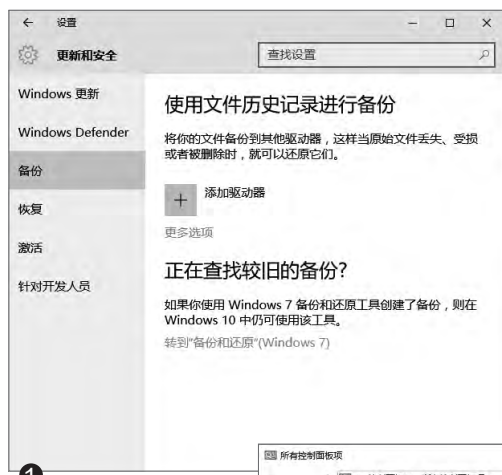 ← 设置
更新和安全
查找设置
Windows 更新
Windows Defender
备份
恢复
激活
针对开发人员
使用文件历史记录进行备份
将你的文件备份到其他驱动器，这样当原始文件丢失、受损
或者被删除时，就可以还原它们。
添加驱动器
更多选项
正在查找较旧的备份?
如果你使用 Windows 7 备份和还原工具创建了备份，则在
Windows 10 中仍可使用该工具。
转到"备份和还原"(Windows 7)
1
所有控制面板项